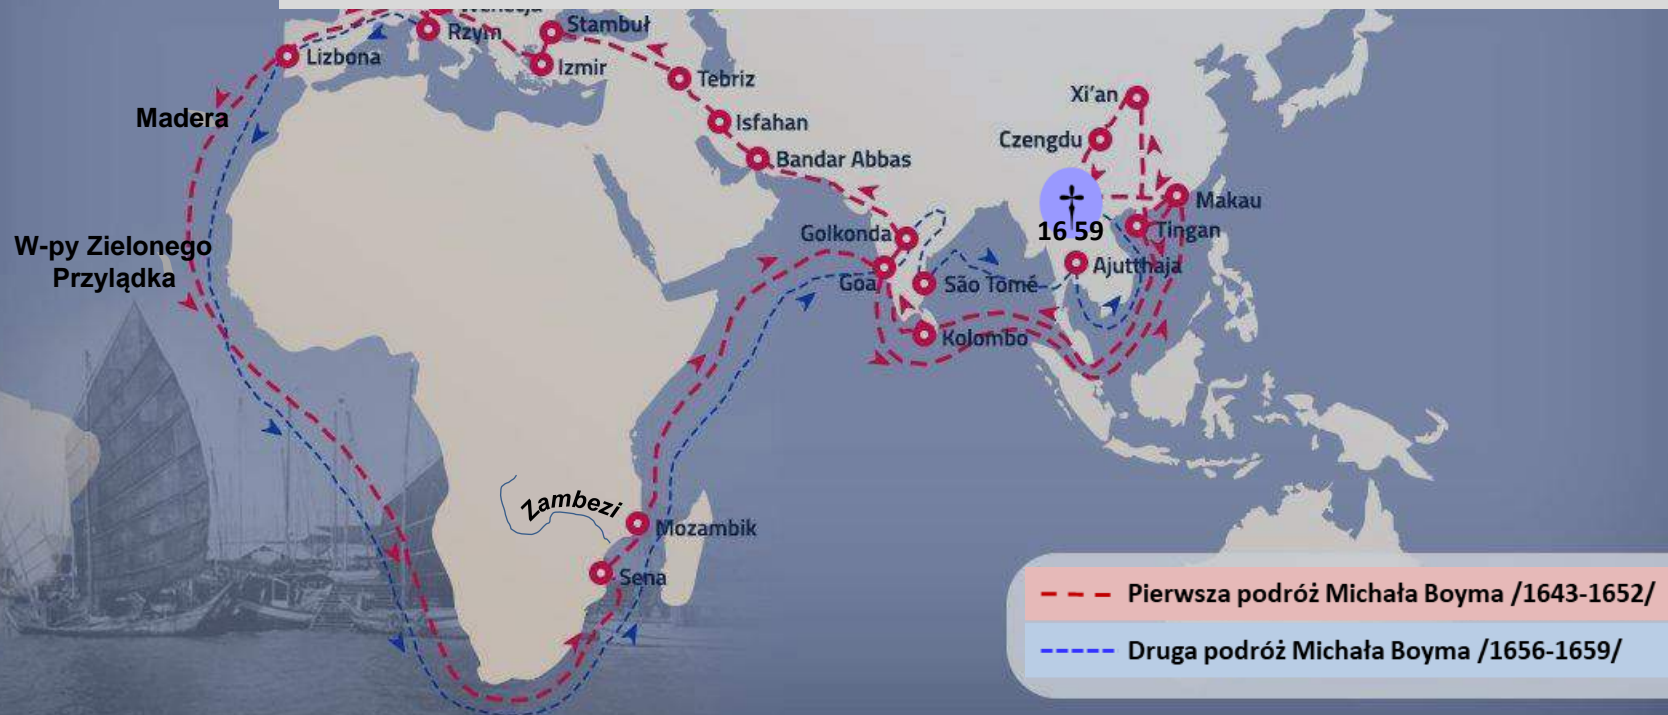 Rzym
Stambuł
Lizbona
Izmir
Tebriz
Madera
Isfahan
Bandar Abbas
Xi'an
Czengdu
Makau
†
1659
Tingan
W-py Zielonego
Przylądka
Golkonda
Goa
São Tomé
Ajutthaja
Kolombo
Zambezi
Mozambik
Sena
Pierwsza podróż Michała Boyma /1643-1652/
Druga podróż Michała Boyma /1656-1659/